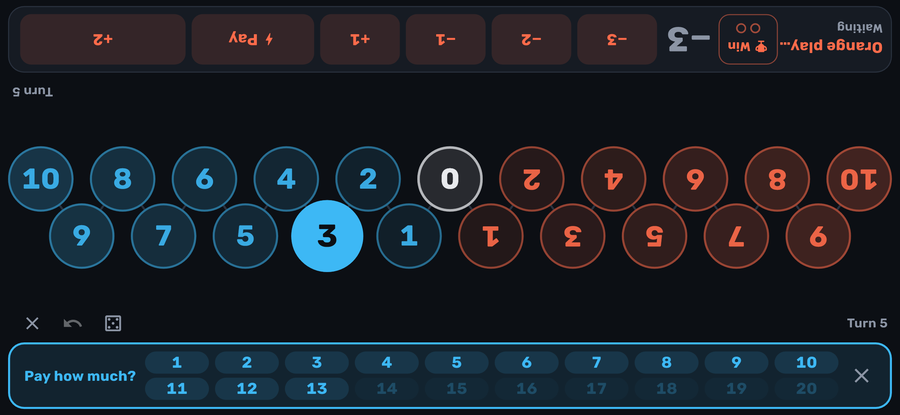 Orange play...
Waiting
Win
−3
−3
−2
−1
+1
Pay
+2
Turn 5
10 8 6 4 2 0 2 4 6 8 10
9 7 5 3 1 1 3 5 7 9
Turn 5
Pay how much?
1 2 3 4 5 6 7 8 9 10
11 12 13 14 15 16 17 18 19 20